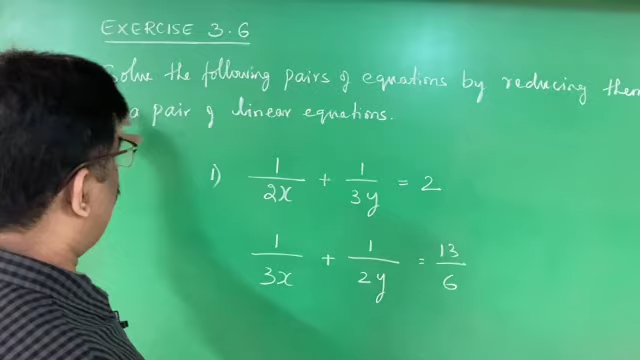 EXERCISE 3.6
Solve the following pairs of equations by reducing them
a pair of linear equations.
i) 1/2x + 1/3y = 2
1/3x + 1/2y = 13/6